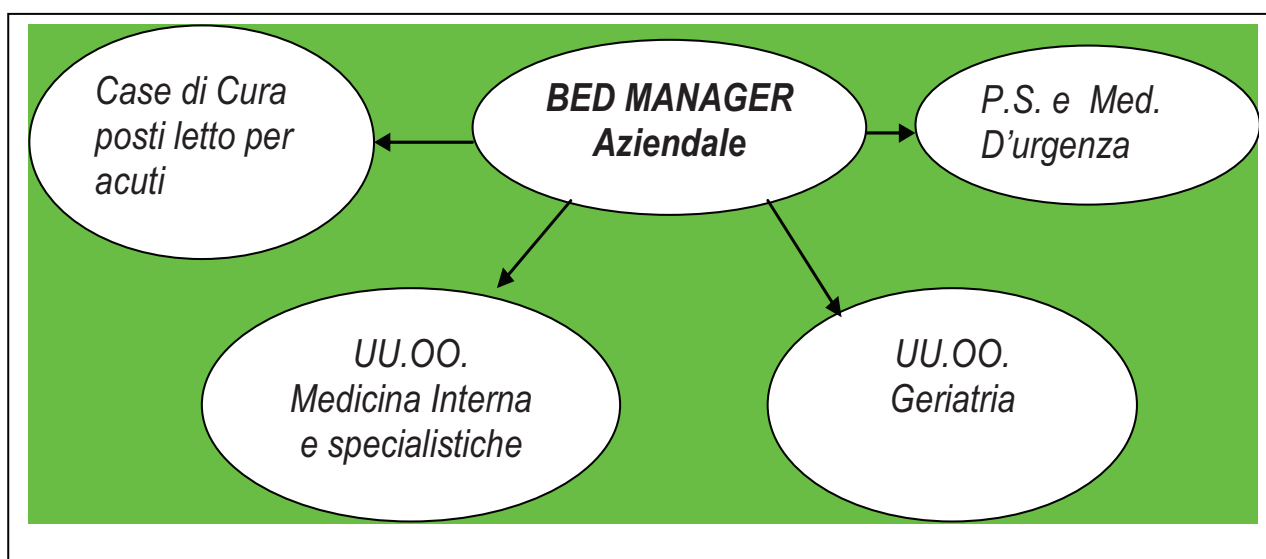 Case di Cura
posti letto per
acuti
BED MANAGER
Aziendale
P.S. e Med.
D'urgenza
UU.OO.
Medicina Interna
e specialistiche
UU.OO.
Geriatria